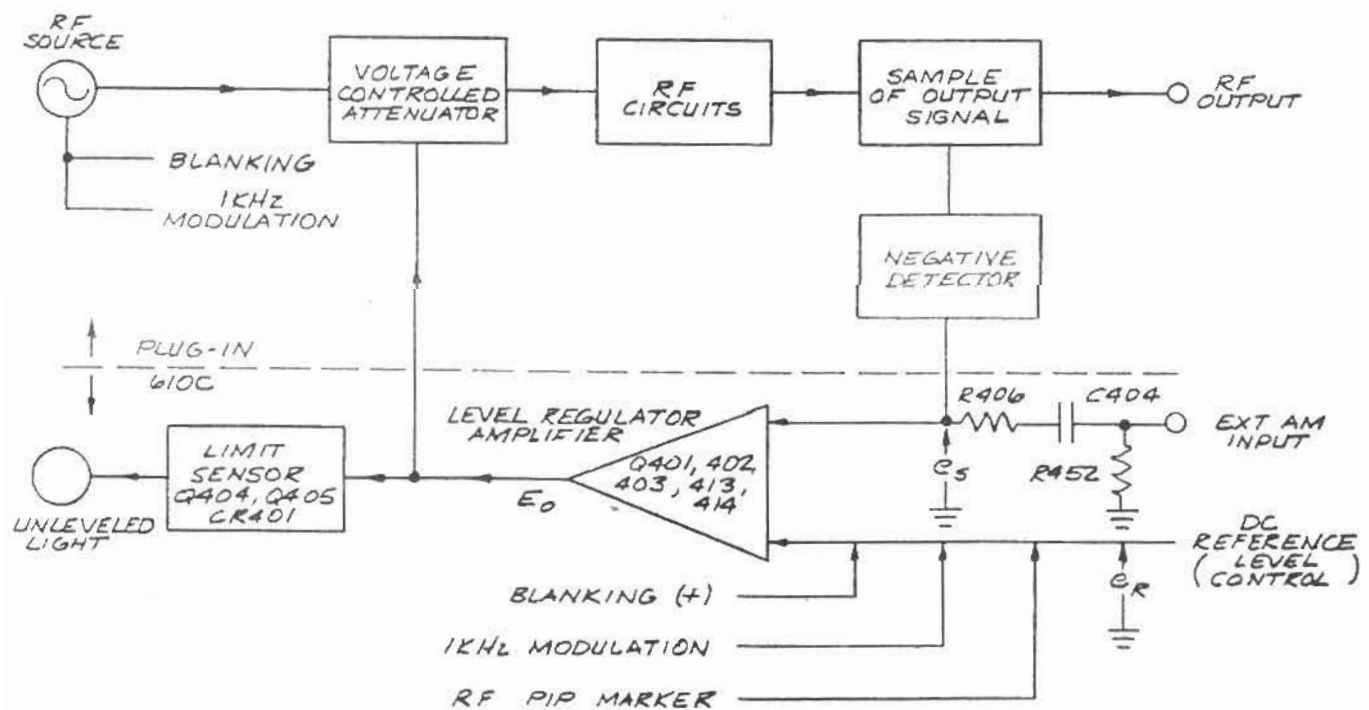 RF
SOURCE
VOLTAGE
CONTROLLED
ATTENUATOR
RF
CIRCUITS
SAMPLE
OF OUTPUT
SIGNAL
RF
OUTPUT
BLANKING
1KHz
MODULATION
NEGATIVE
DETECTOR
PLUG-IN
610C
LEVEL REGULATOR
AMPLIFIER
R406
C404
EXT AM
INPUT
LIMIT
SENSOR
Q404, Q405
CR401
Q401, 402,
403, 413,
414
R452
eS
EO
UNLEVELED
LIGHT
DC
REFERENCE
(LEVEL
CONTROL)
eR
BLANKING (+)
1KHz MODULATION
RF PIP MARKER